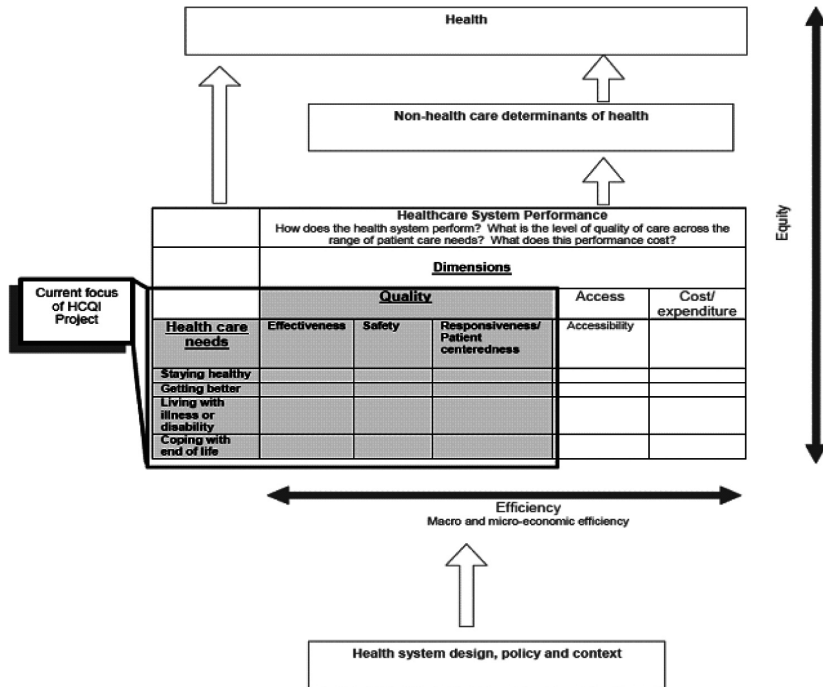 Health
Non-health care determinants of health
Healthcare System Performance
How does the health system perform? What is the level of quality of care across the
range of patient care needs? What does this performance cost?
Dimensions
Current focus
of HCQI
Project
Quality
Access
Cost/
expenditure
Health care
needs
Effectiveness
Safety
Responsiveness/
Patient
centeredness
Accessibility
Staying healthy
Getting better
Living with
illness or
disability
Coping with
end of life
Equity
Efficiency
Macro and micro-economic efficiency
Health system design, policy and context